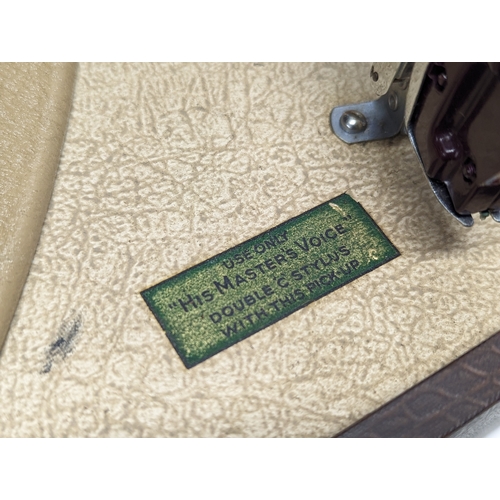 USE ONLY
"HIS MASTERS VOICE"
DOUBLE C STYLUS
WITH THIS PICK-UP